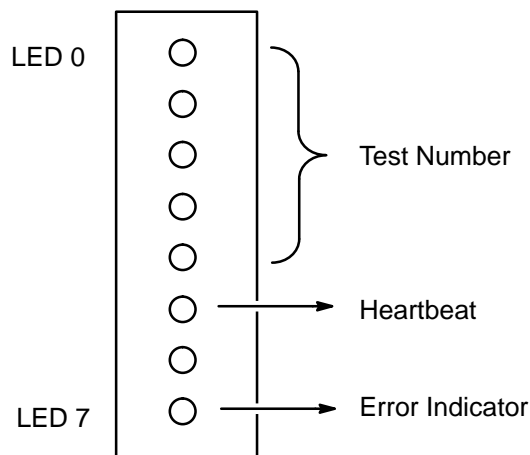 LED 0
Test Number
Heartbeat
LED 7
Error Indicator